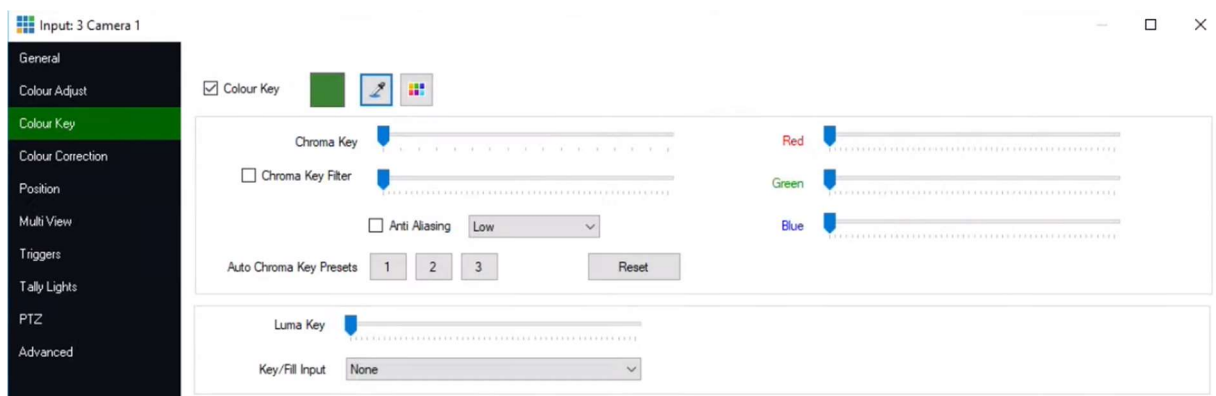 Input: 3 Camera 1
General
Colour Adjust
Colour Key
Colour Correction
Position
Multi View
Triggers
Tally Lights
PTZ
Advanced
Colour Key
Chroma Key
Chroma Key Filter
Anti Aliasing Low
Auto Chroma Key Presets 1 2 3 Reset
Red
Green
Blue
Luma Key
Key/Fill Input None